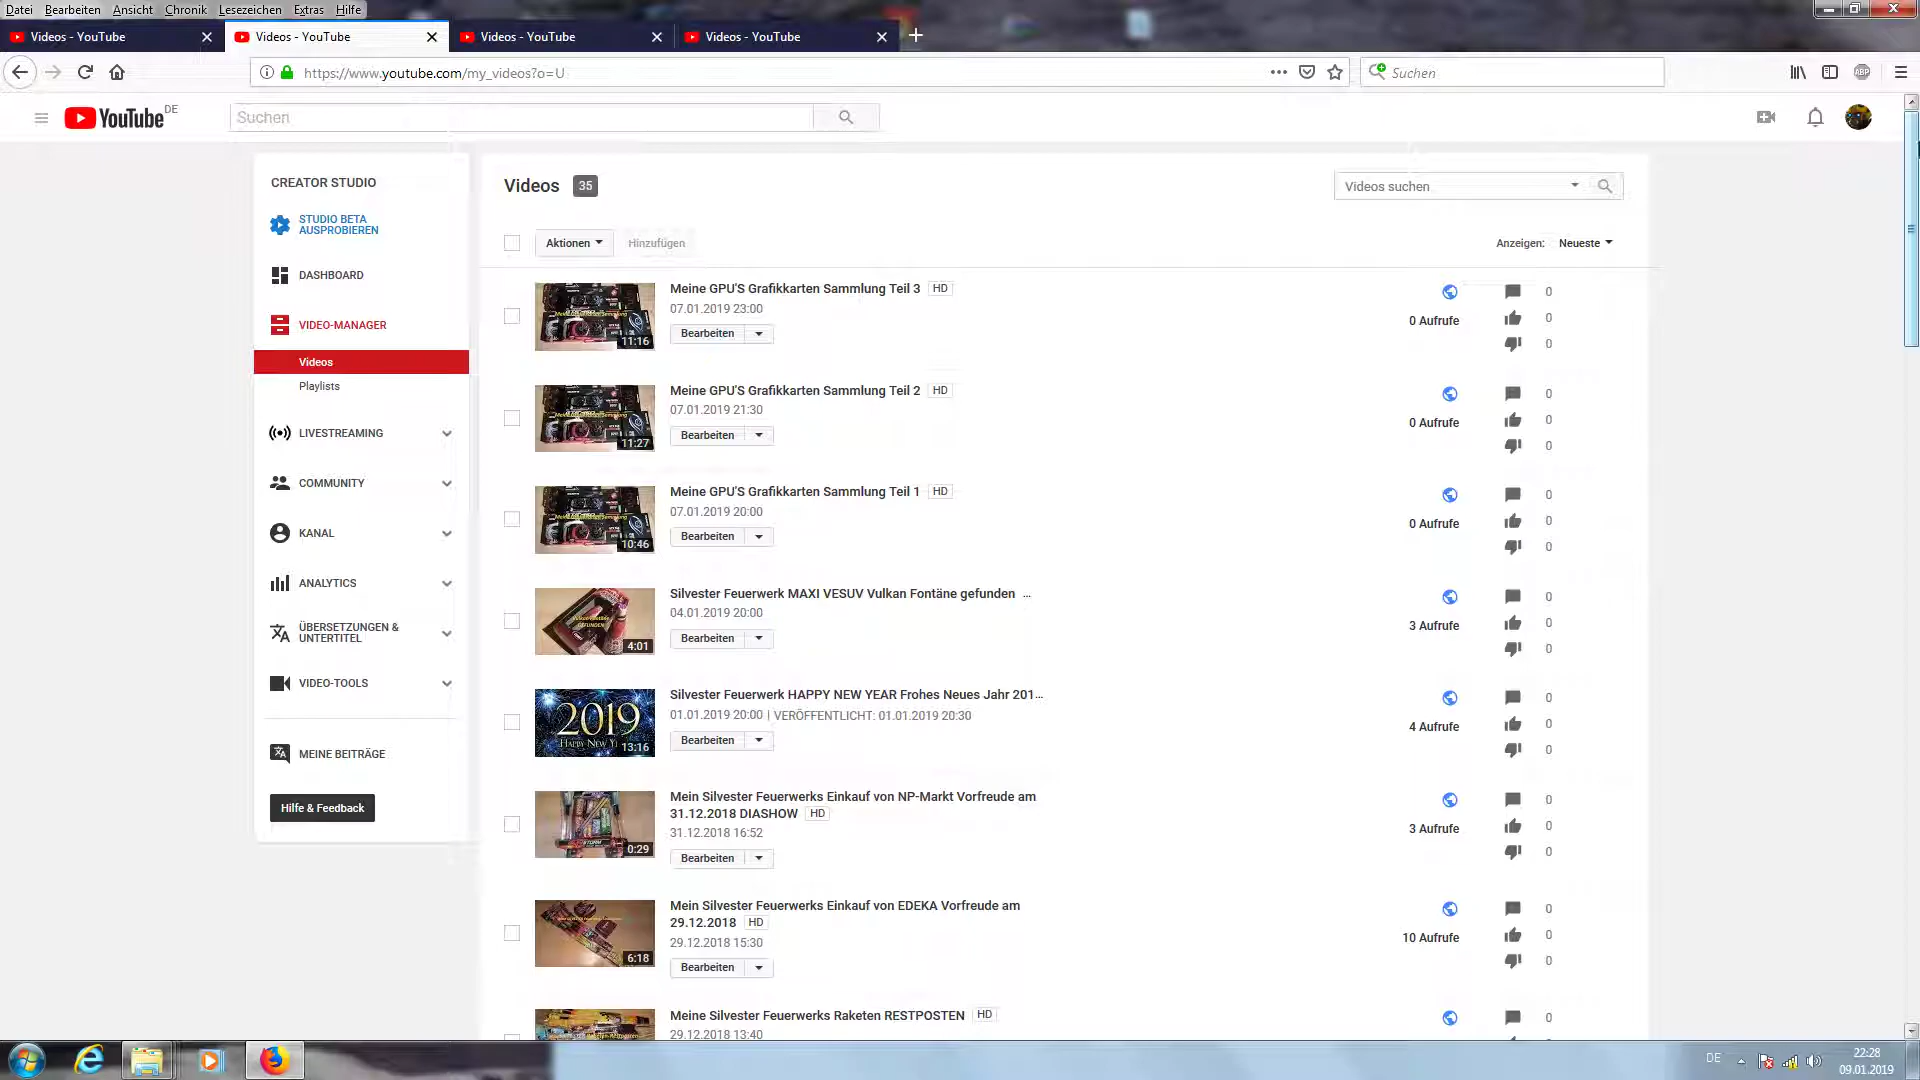 Datei Bearbeiten Ansicht Chronik Lesezeichen Extras Hilfe
Videos - YouTube Videos - YouTube Videos - YouTube Videos - YouTube
https://www.youtube.com/my_videos?o=U Suchen ABP
YouTube DE Suchen
CREATOR STUDIO
STUDIO BETA
AUSPROBIEREN
DASHBOARD
VIDEO-MANAGER
Videos
Playlists
LIVESTREAMING
COMMUNITY
KANAL
ANALYTICS
ÜBERSETZUNGEN &
UNTERTITEL
VIDEO-TOOLS
MEINE BEITRÄGE
Hilfe & Feedback
Videos 35 Videos suchen
Aktionen Hinzufügen Anzeigen: Neueste
Meine GPU'S Grafikkarten Sammlung Teil 3 HD 0
07.01.2019 23:00
0 Aufrufe 0
Bearbeiten 0
11:16
Meine GPU'S Grafikkarten Sammlung Teil 2 HD 0
07.01.2019 21:30
0 Aufrufe 0
Bearbeiten 0
11:27
Meine GPU'S Grafikkarten Sammlung Teil 1 HD 0
07.01.2019 20:00
0 Aufrufe 0
Bearbeiten 0
10:46
Silvester Feuerwerk MAXI VESUV Vulkan Fontäne gefunden ... 0
04.01.2019 20:00
3 Aufrufe 0
Bearbeiten 0
4:01
Silvester Feuerwerk HAPPY NEW YEAR Frohes Neues Jahr 201... 0
01.01.2019 20:00 | VERÖFFENTLICHT: 01.01.2019 20:30
4 Aufrufe 0
Bearbeiten 0
2019
HAPPY NEW YE
13:16
Mein Silvester Feuerwerks Einkauf von NP-Markt Vorfreude am 0
31.12.2018 DIASHOW HD
31.12.2018 16:52
3 Aufrufe 0
Bearbeiten 0
0:29
Mein Silvester Feuerwerks Einkauf von EDEKA Vorfreude am 0
29.12.2018 HD
29.12.2018 15:30
10 Aufrufe 0
Bearbeiten 0
6:18
Meine Silvester Feuerwerks Raketen RESTPOSTEN HD 0
29.12.2018 13:40
DE 22:28
09.01.2019